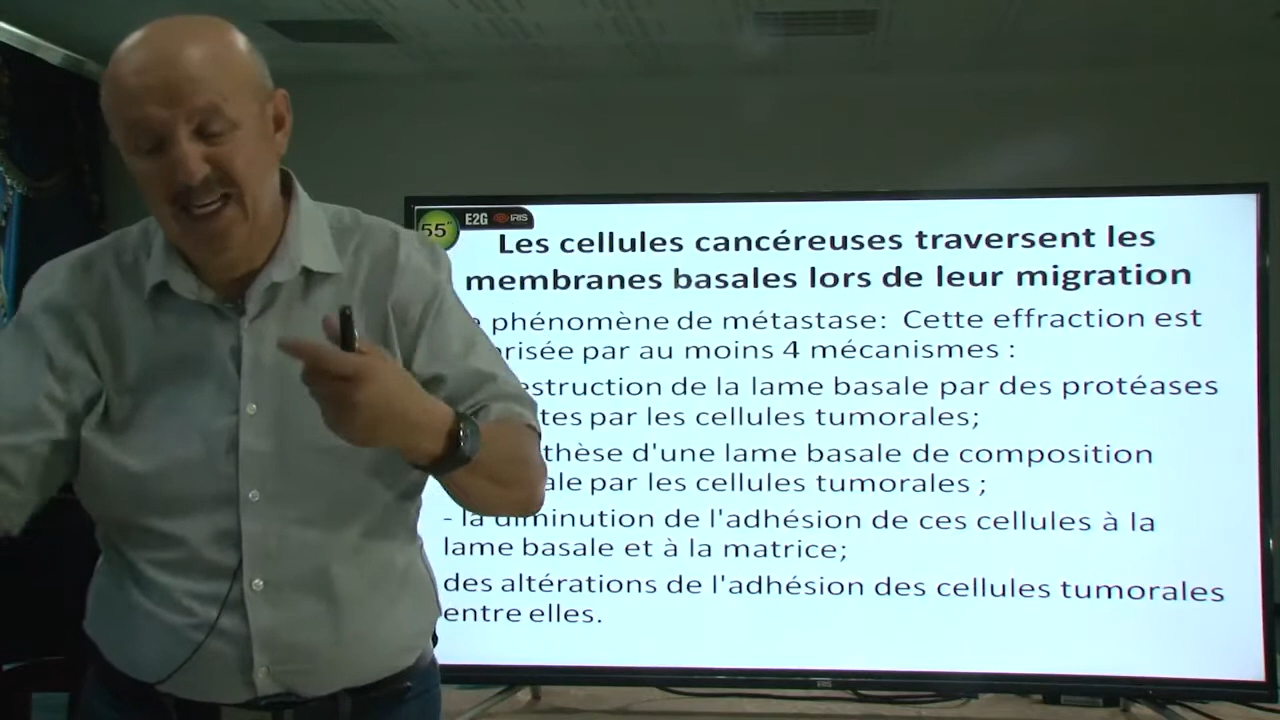 55"
E2G IRIS
Les cellules cancéreuses traversent les
membranes basales lors de leur migration
phénomène de métastase: Cette effraction est
par au moins 4 mécanismes :
de la lame basale par des protéases
par les cellules tumorales;
d'une lame basale de composition
par les cellules tumorales ;
- la diminution de l'adhésion de ces cellules à la
lame basale et à la matrice;
des altérations de l'adhésion des cellules tumorales
entre elles.
IRIS